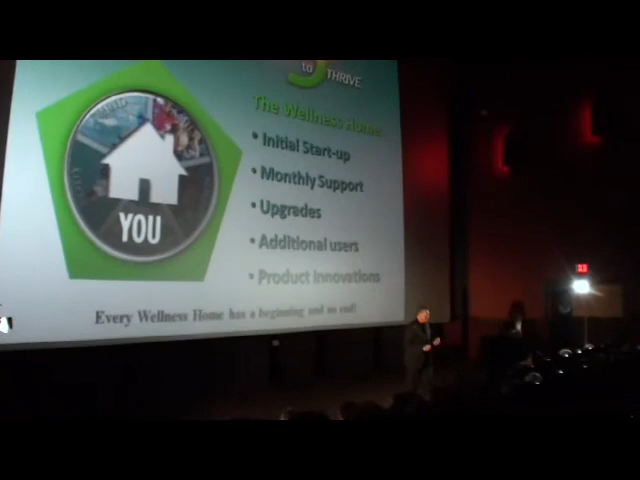 to THRIVE
The Wellness Home
• Initial Start-up
• Monthly Support
• Upgrades
• Additional users
• Product Innovations
YOU
Every Wellness Home has a beginning and no end!